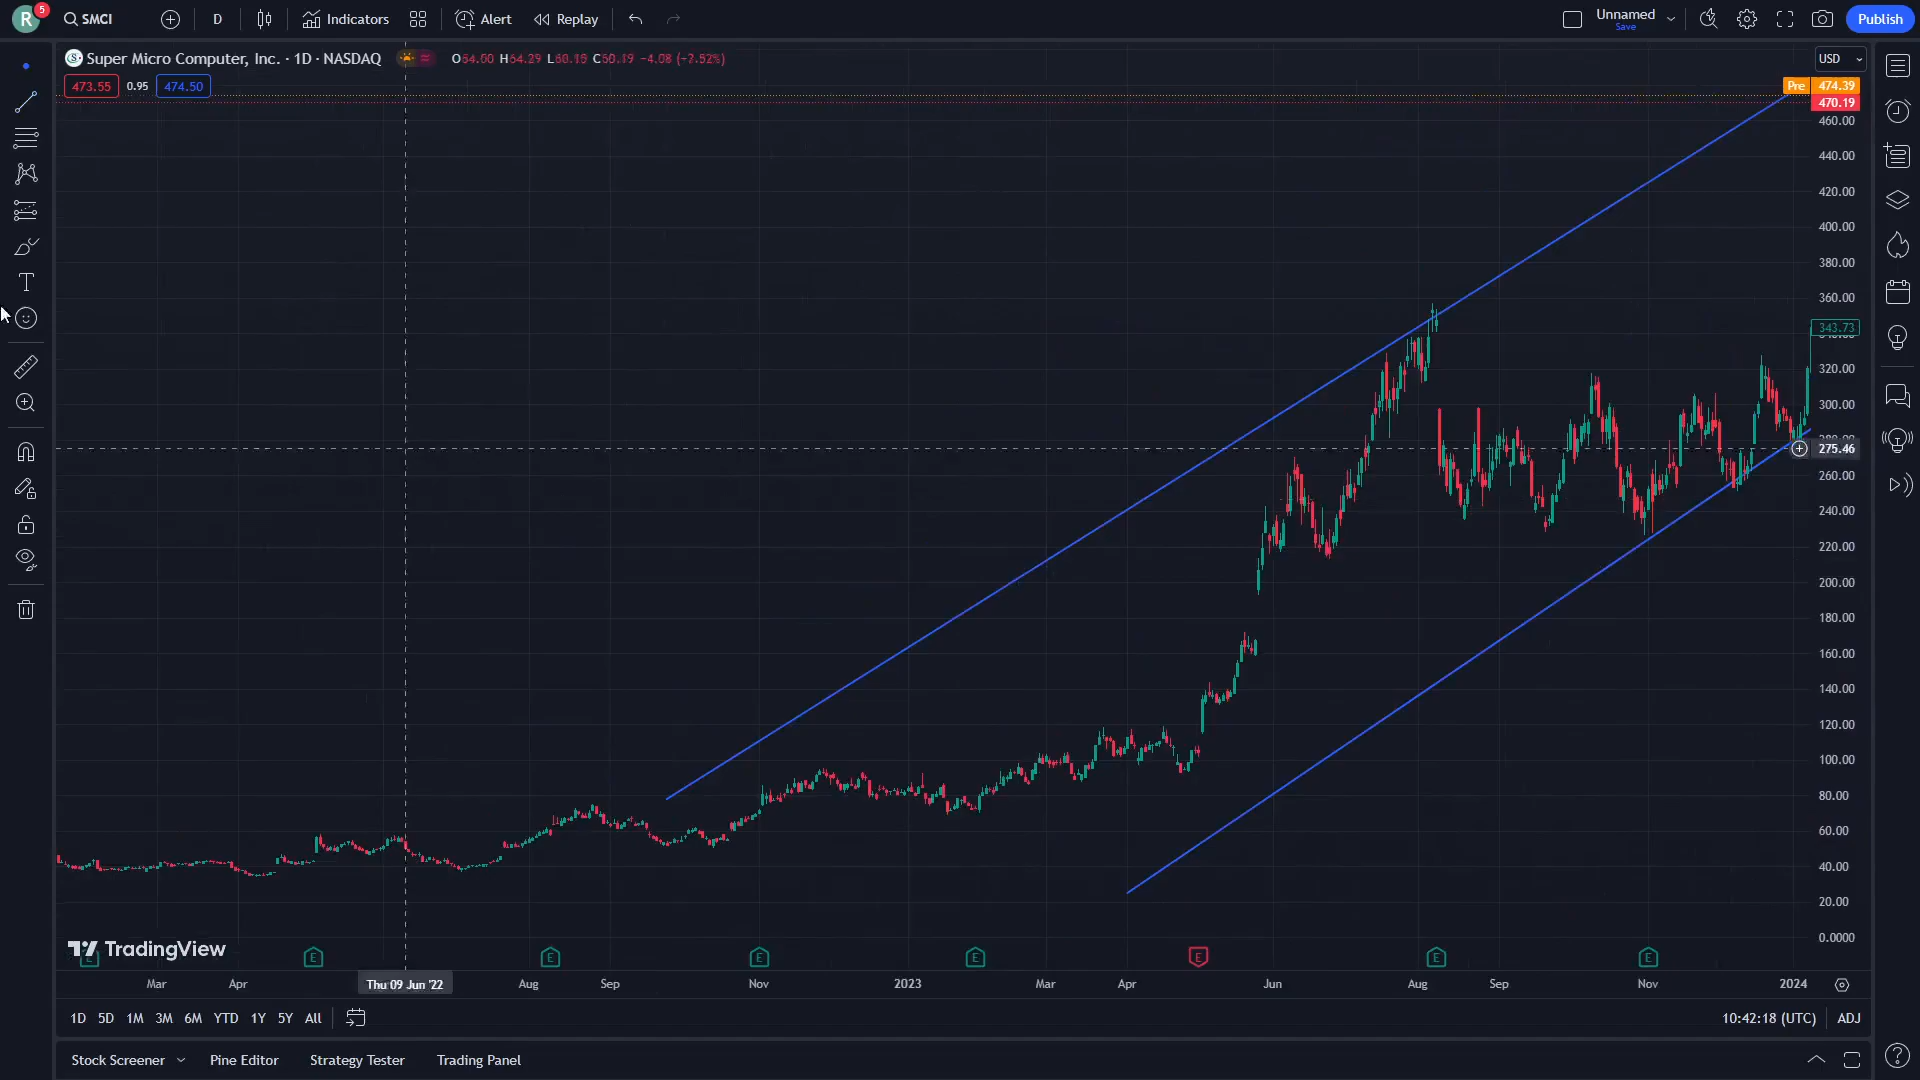 R 5 SMCI D Indicators Alert Replay Unnamed Save Publish
Super Micro Computer, Inc. · 1D · NASDAQ −4.08 (−7.52%)
USD
473.55 0.95 474.50
Pre 474.39
470.19
460.00
440.00
420.00
400.00
380.00
360.00
343.73
320.00
300.00
275.46
260.00
240.00
220.00
200.00
180.00
160.00
140.00
120.00
100.00
80.00
60.00
40.00
20.00
0.0000
TradingView
E E E E E E E
Mar Apr Thu 09 Jun '22 Aug Sep Nov 2023 Mar Apr Jun Aug Sep Nov 2024
1D 5D 1M 3M 6M YTD 1Y 5Y All 10:42:18 (UTC) ADJ
Stock Screener Pine Editor Strategy Tester Trading Panel